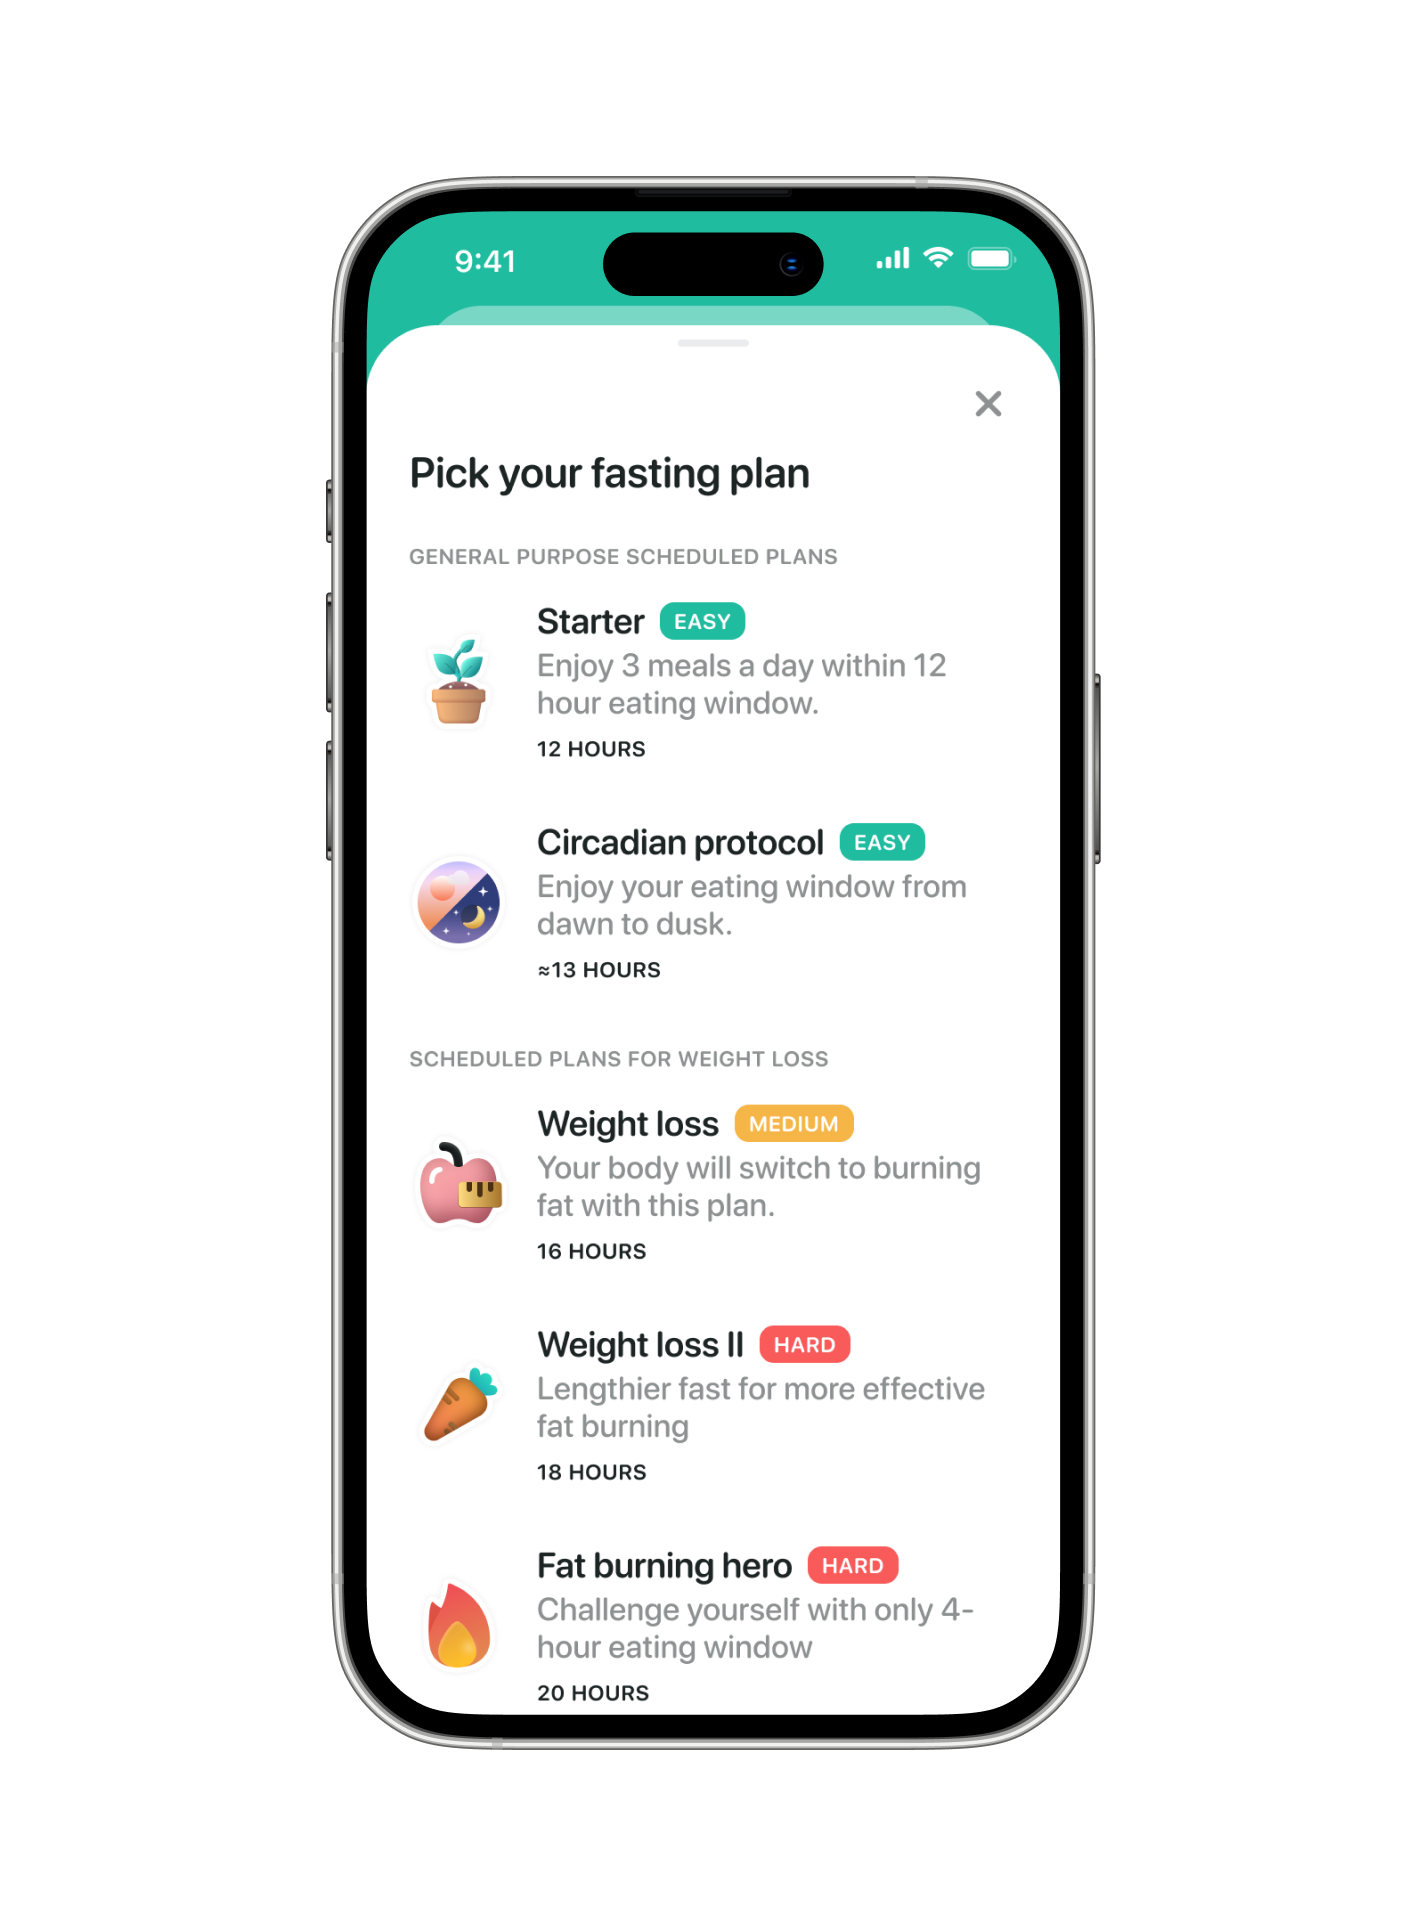 9:41
Pick your fasting plan
GENERAL PURPOSE SCHEDULED PLANS
Starter EASY
Enjoy 3 meals a day within 12
hour eating window.
12 HOURS
Circadian protocol EASY
Enjoy your eating window from
dawn to dusk.
≈13 HOURS
SCHEDULED PLANS FOR WEIGHT LOSS
Weight loss MEDIUM
Your body will switch to burning
fat with this plan.
16 HOURS
Weight loss II HARD
Lengthier fast for more effective
fat burning
18 HOURS
Fat burning hero HARD
Challenge yourself with only 4-
hour eating window
20 HOURS